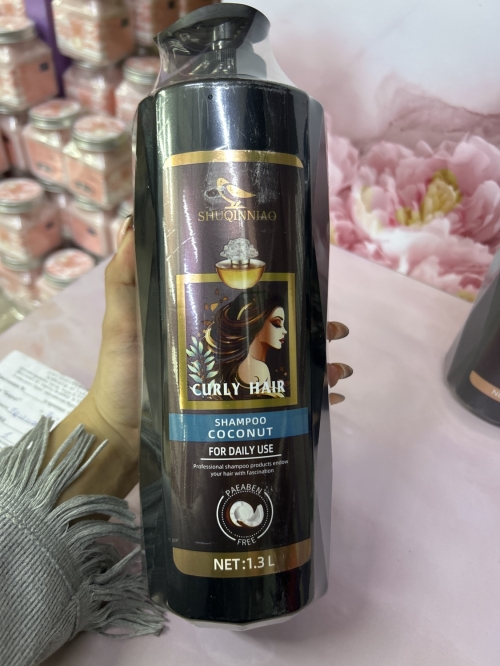 SHUQINNIAO
CURLY HAIR
SHAMPOO
COCONUT
FOR DAILY USE
Professional shampoo products endow
your hair with fascination
PAEABEN
FREE
NET:1.3 L